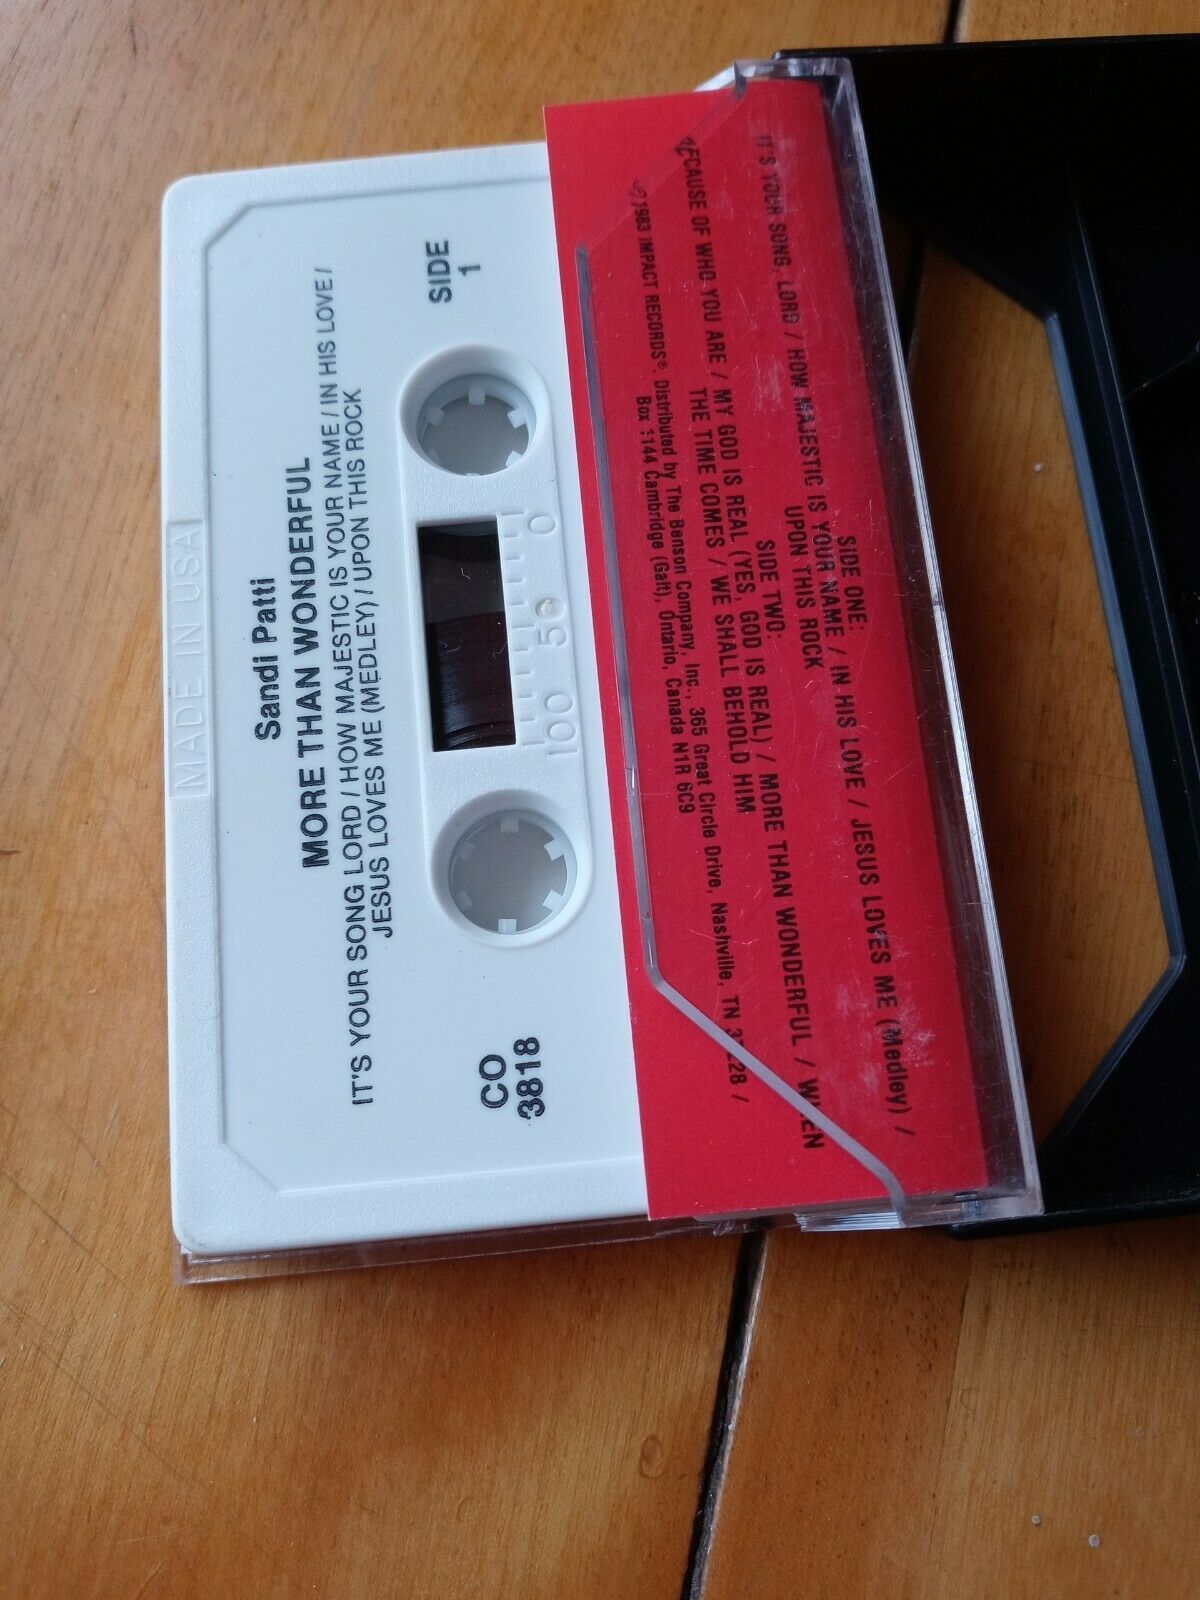 MADE IN USA
Sandi Patti
MORE THAN WONDERFUL
IT'S YOUR SONG LORD / HOW MAJESTIC IS YOUR NAME / IN HIS LOVE /
JESUS LOVES ME (MEDLEY) / UPON THIS ROCK
SIDE
1
CO
3818
0
50
100
SIDE ONE:
IT'S YOUR SONG, LORD / HOW MAJESTIC IS YOUR NAME / IN HIS LOVE / JESUS LOVES ME (Medley) /
UPON THIS ROCK
SIDE TWO:
BECAUSE OF WHO YOU ARE / MY GOD IS REAL (YES, GOD IS REAL) / MORE THAN WONDERFUL / WHEN
THE TIME COMES / WE SHALL BEHOLD HIM
℗ 1983 IMPACT RECORDS®. Distributed by The Benson Company, Inc., 365 Great Circle Drive, Nashville, TN /
Box 1144 Cambridge (Galt), Ontario, Canada N1R 6C9